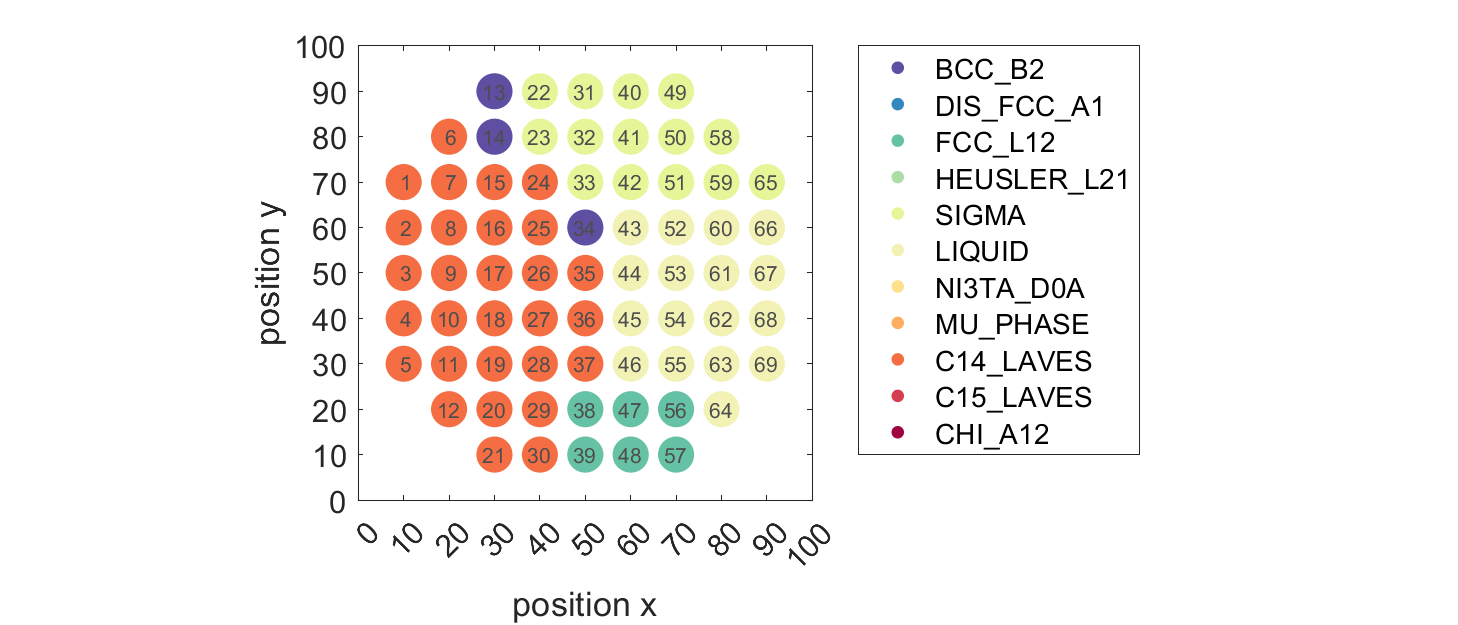 100
90 13 22 31 40 49
80 6 14 23 32 41 50 58
70 1 7 15 24 33 42 51 59 65
60 2 8 16 25 34 43 52 60 66
50 3 9 17 26 35 44 53 61 67
40 4 10 18 27 36 45 54 62 68
30 5 11 19 28 37 46 55 63 69
20 12 20 29 38 47 56 64
10 21 30 39 48 57
0
position y
0 10 20 30 40 50 60 70 80 90 100
position x
BCC_B2
DIS_FCC_A1
FCC_L12
HEUSLER_L21
SIGMA
LIQUID
NI3TA_D0A
MU_PHASE
C14_LAVES
C15_LAVES
CHI_A12